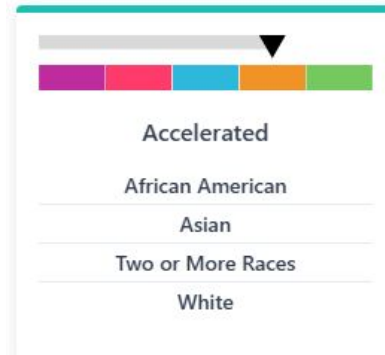 Accelerated
African American
Asian
Two or More Races
White